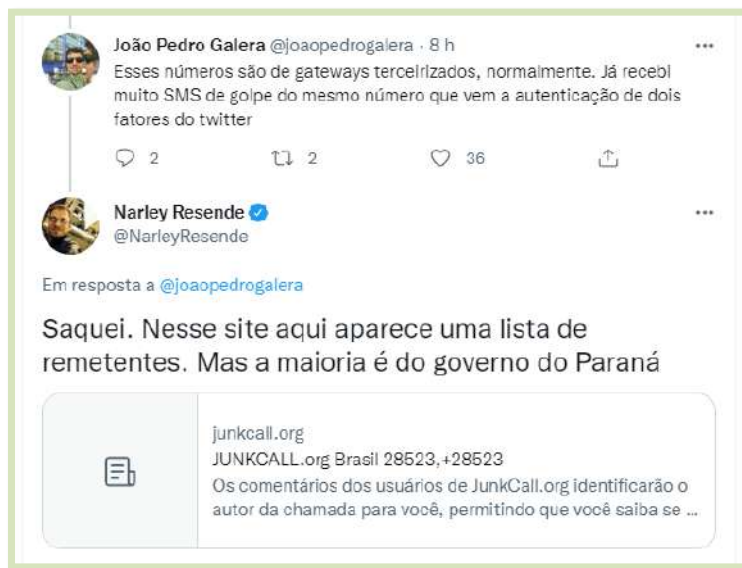 João Pedro Galera @joaopedrogalera · 8 h
Esses números são de gateways terceirizados, normalmente. Já recebi
muito SMS de golpe do mesmo número que vem a autenticação de dois
fatores do twitter
2 2 36
Narley Resende
@NarleyResende
Em resposta a @joaopedrogalera
Saquei. Nesse site aqui aparece uma lista de
remetentes. Mas a maioria é do governo do Paraná
junkcall.org
JUNKCALL.org Brasil 28523,+28523
Os comentários dos usuários de JunkCall.org identificarão o
autor da chamada para você, permitindo que você saiba se ...